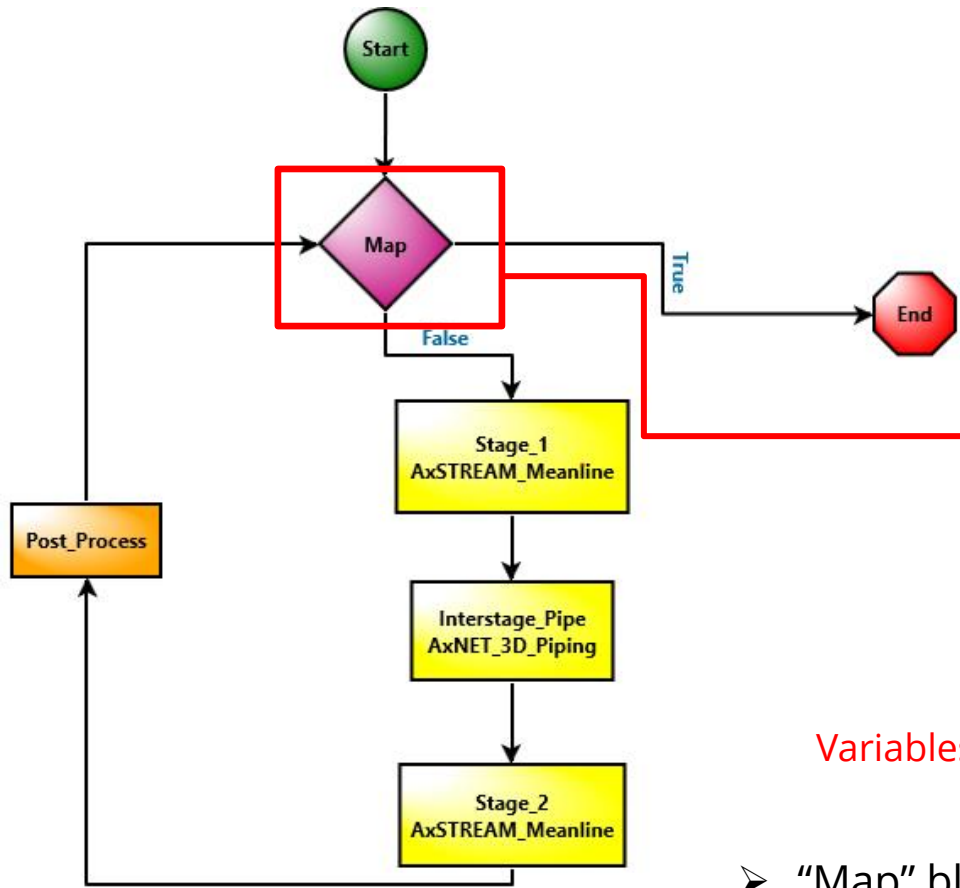 Start
Map
True
End
False
Stage_1
AxSTREAM_Meanline
Post_Process
Interstage_Pipe
AxNET_3D_Piping
Variables
Stage_2
AxSTREAM_Meanline
➤ “Map” bl